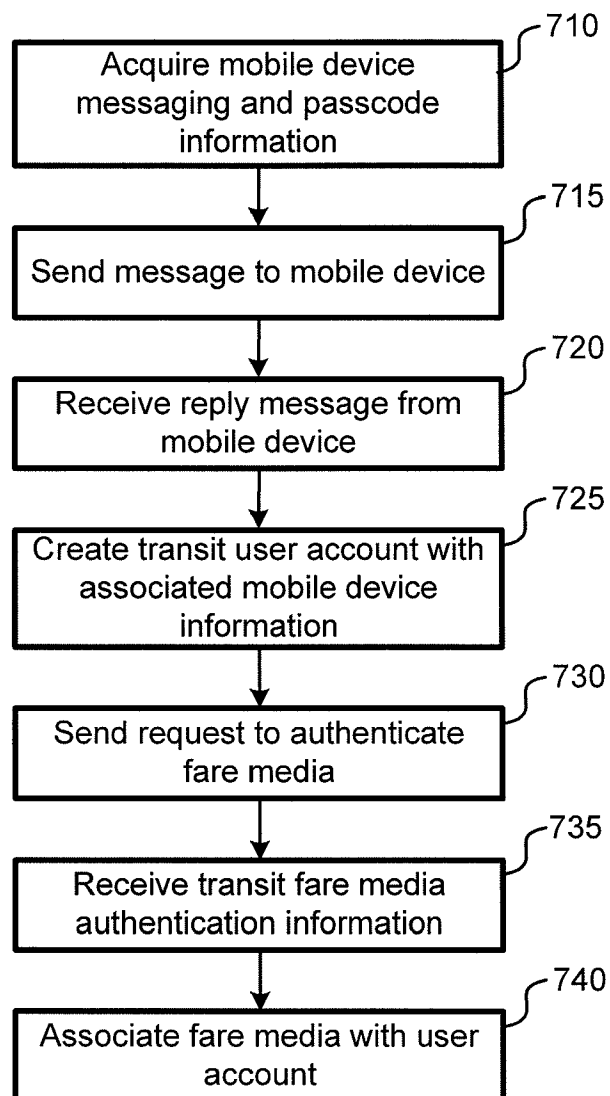 710
Acquire mobile device
messaging and passcode
information
715
Send message to mobile device
720
Receive reply message from
mobile device
725
Create transit user account with
associated mobile device
information
730
Send request to authenticate
fare media
735
Receive transit fare media
authentication information
740
Associate fare media with user
account